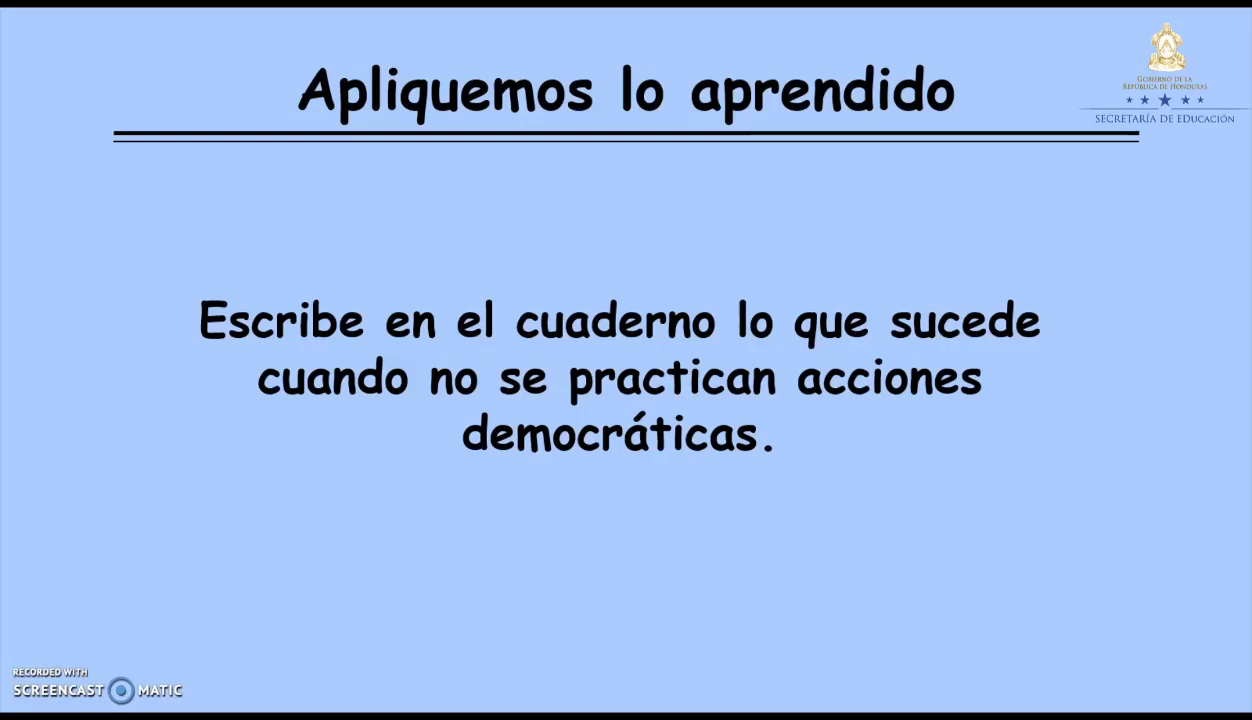 Apliquemos lo aprendido
GOBIERNO DE LA
REPÚBLICA DE HONDURAS
SECRETARÍA DE EDUCACIÓN
Escribe en el cuaderno lo que sucede
cuando no se practican acciones
democráticas.
RECORDED WITH
SCREENCAST MATIC